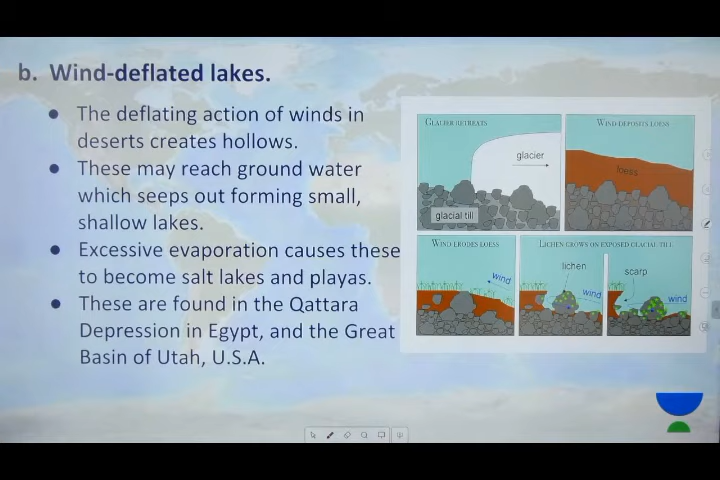 b. Wind-deflated lakes.
● The deflating action of winds in
deserts creates hollows.
● These may reach ground water
which seeps out forming small,
shallow lakes.
● Excessive evaporation causes these
to become salt lakes and playas.
● These are found in the Qattara
Depression in Egypt, and the Great
Basin of Utah, U.S.A.
GLACIER RETREATS
glacier
glacial till
WIND DEPOSITS LOESS
loess
WIND ERODES LOESS
wind
LICHEN GROWS ON EXPOSED GLACIAL TILL
lichen
wind
scarp
wind